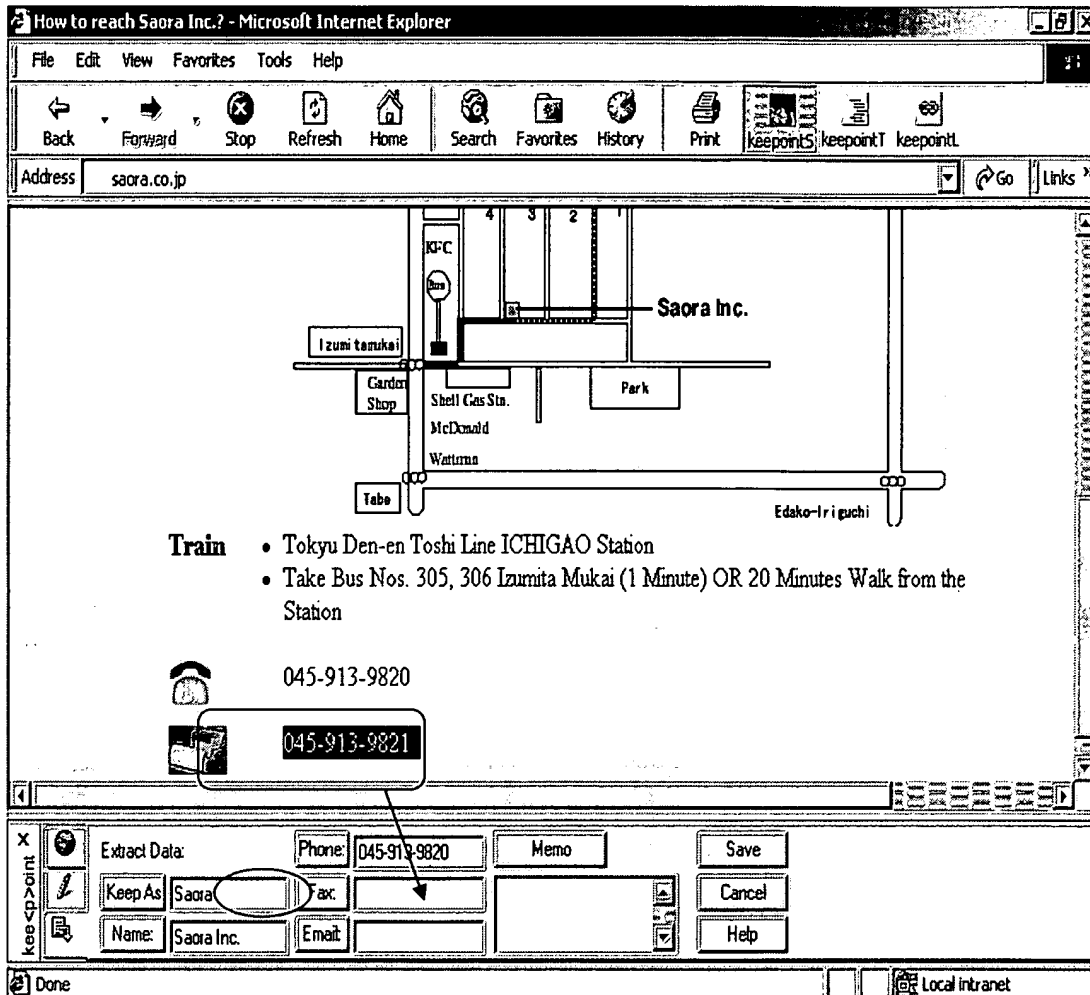 How to reach Saora Inc.? - Microsoft Internet Explorer
File Edit View Favorites Tools Help
Back Forward Stop Refresh Home Search Favorites History Print keepointS keepointT keepointL
Address saora.co.jp Go Links »
4 3 2 1
KFC
Saora Inc.
Izumi tamukai
Garden Shop
Shell Gas Stn.
Park
McDonald
Tabe
Edako-Iriguchi
Train • Tokyu Den-en Toshi Line ICHIGAO Station
• Take Bus Nos. 305, 306 Izumita Mukai (1 Minute) OR 20 Minutes Walk from the
Station
045-913-9820
045-913-9821
X
kee<p>oint
Extract Data: Phone: 045-913-9820 Memo Save
Keep As Saora Fax: Cancel
Name: Saora Inc. Email: Help
Done Local intranet